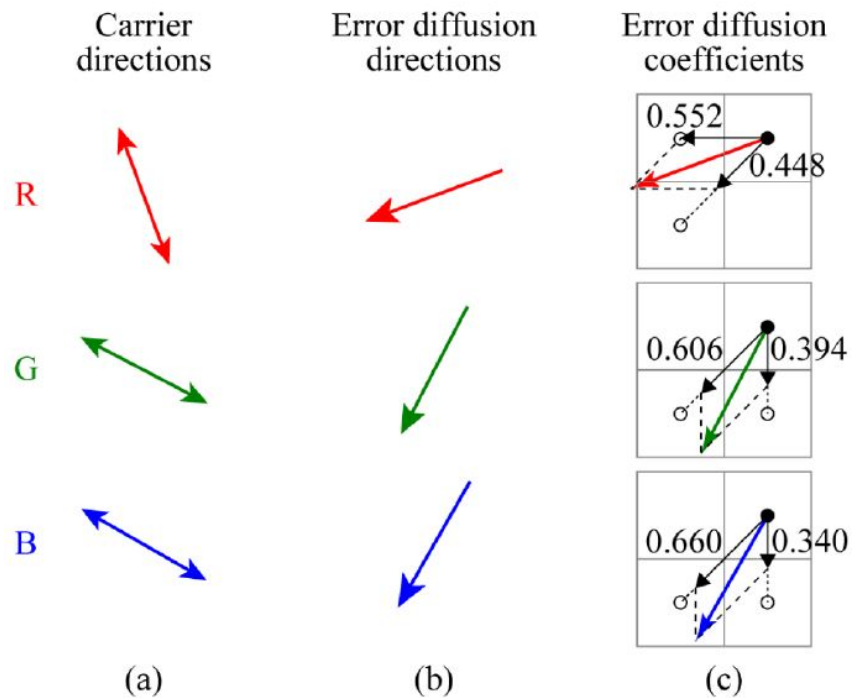 Carrier directions
Error diffusion directions
Error diffusion coefficients
R
0.552
0.448
G
0.606
0.394
B
0.660
0.340
(a)
(b)
(c)